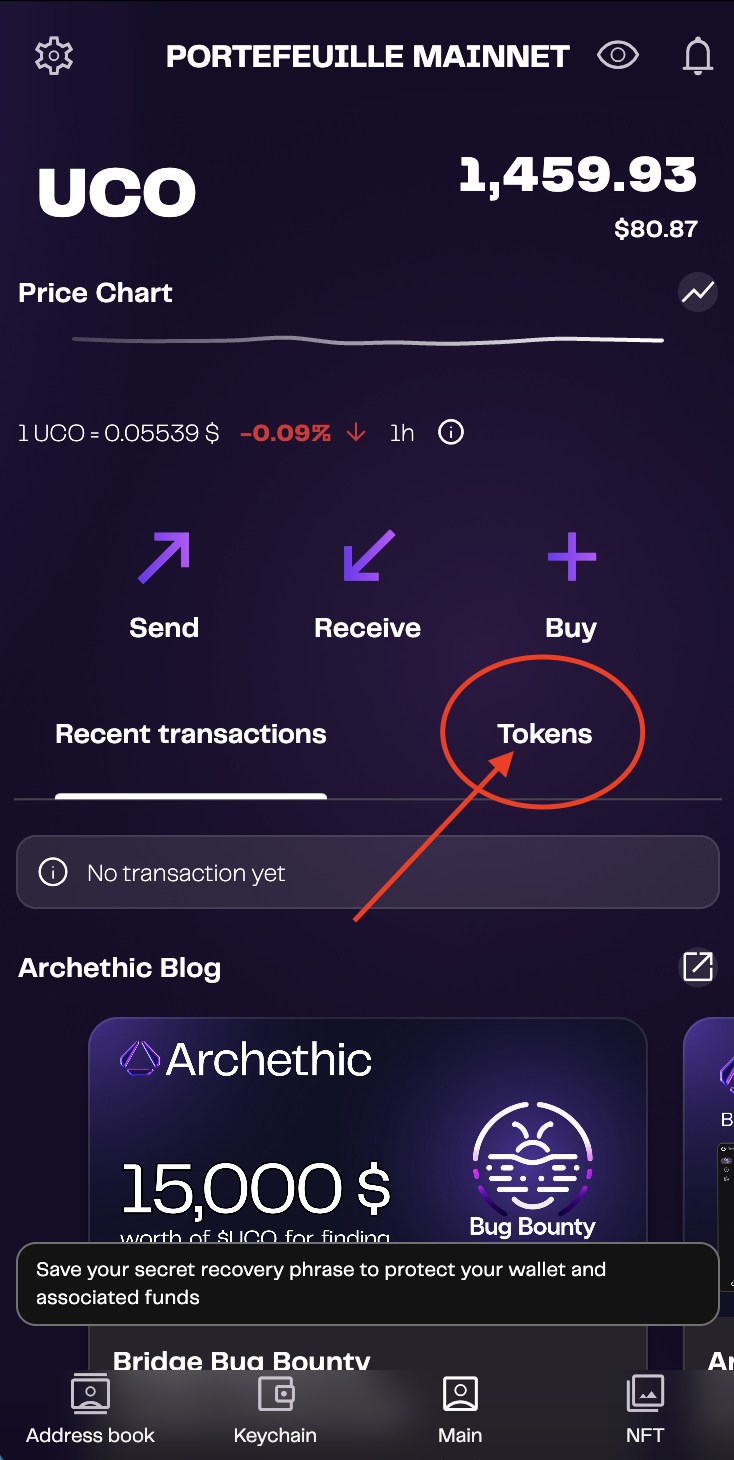 PORTEFEUILLE MAINNET
UCO
1,459.93
$80.87
Price Chart
1 UCO = 0.05539 $ -0.09% 1h
Send
Receive
Buy
Recent transactions
Tokens
No transaction yet
Archethic Blog
Archethic
15,000 $
worth of $UCO for finding
Bug Bounty
B
Save your secret recovery phrase to protect your wallet and
associated funds
Bridge Bug Bounty
Ar
Address book
Keychain
Main
NFT